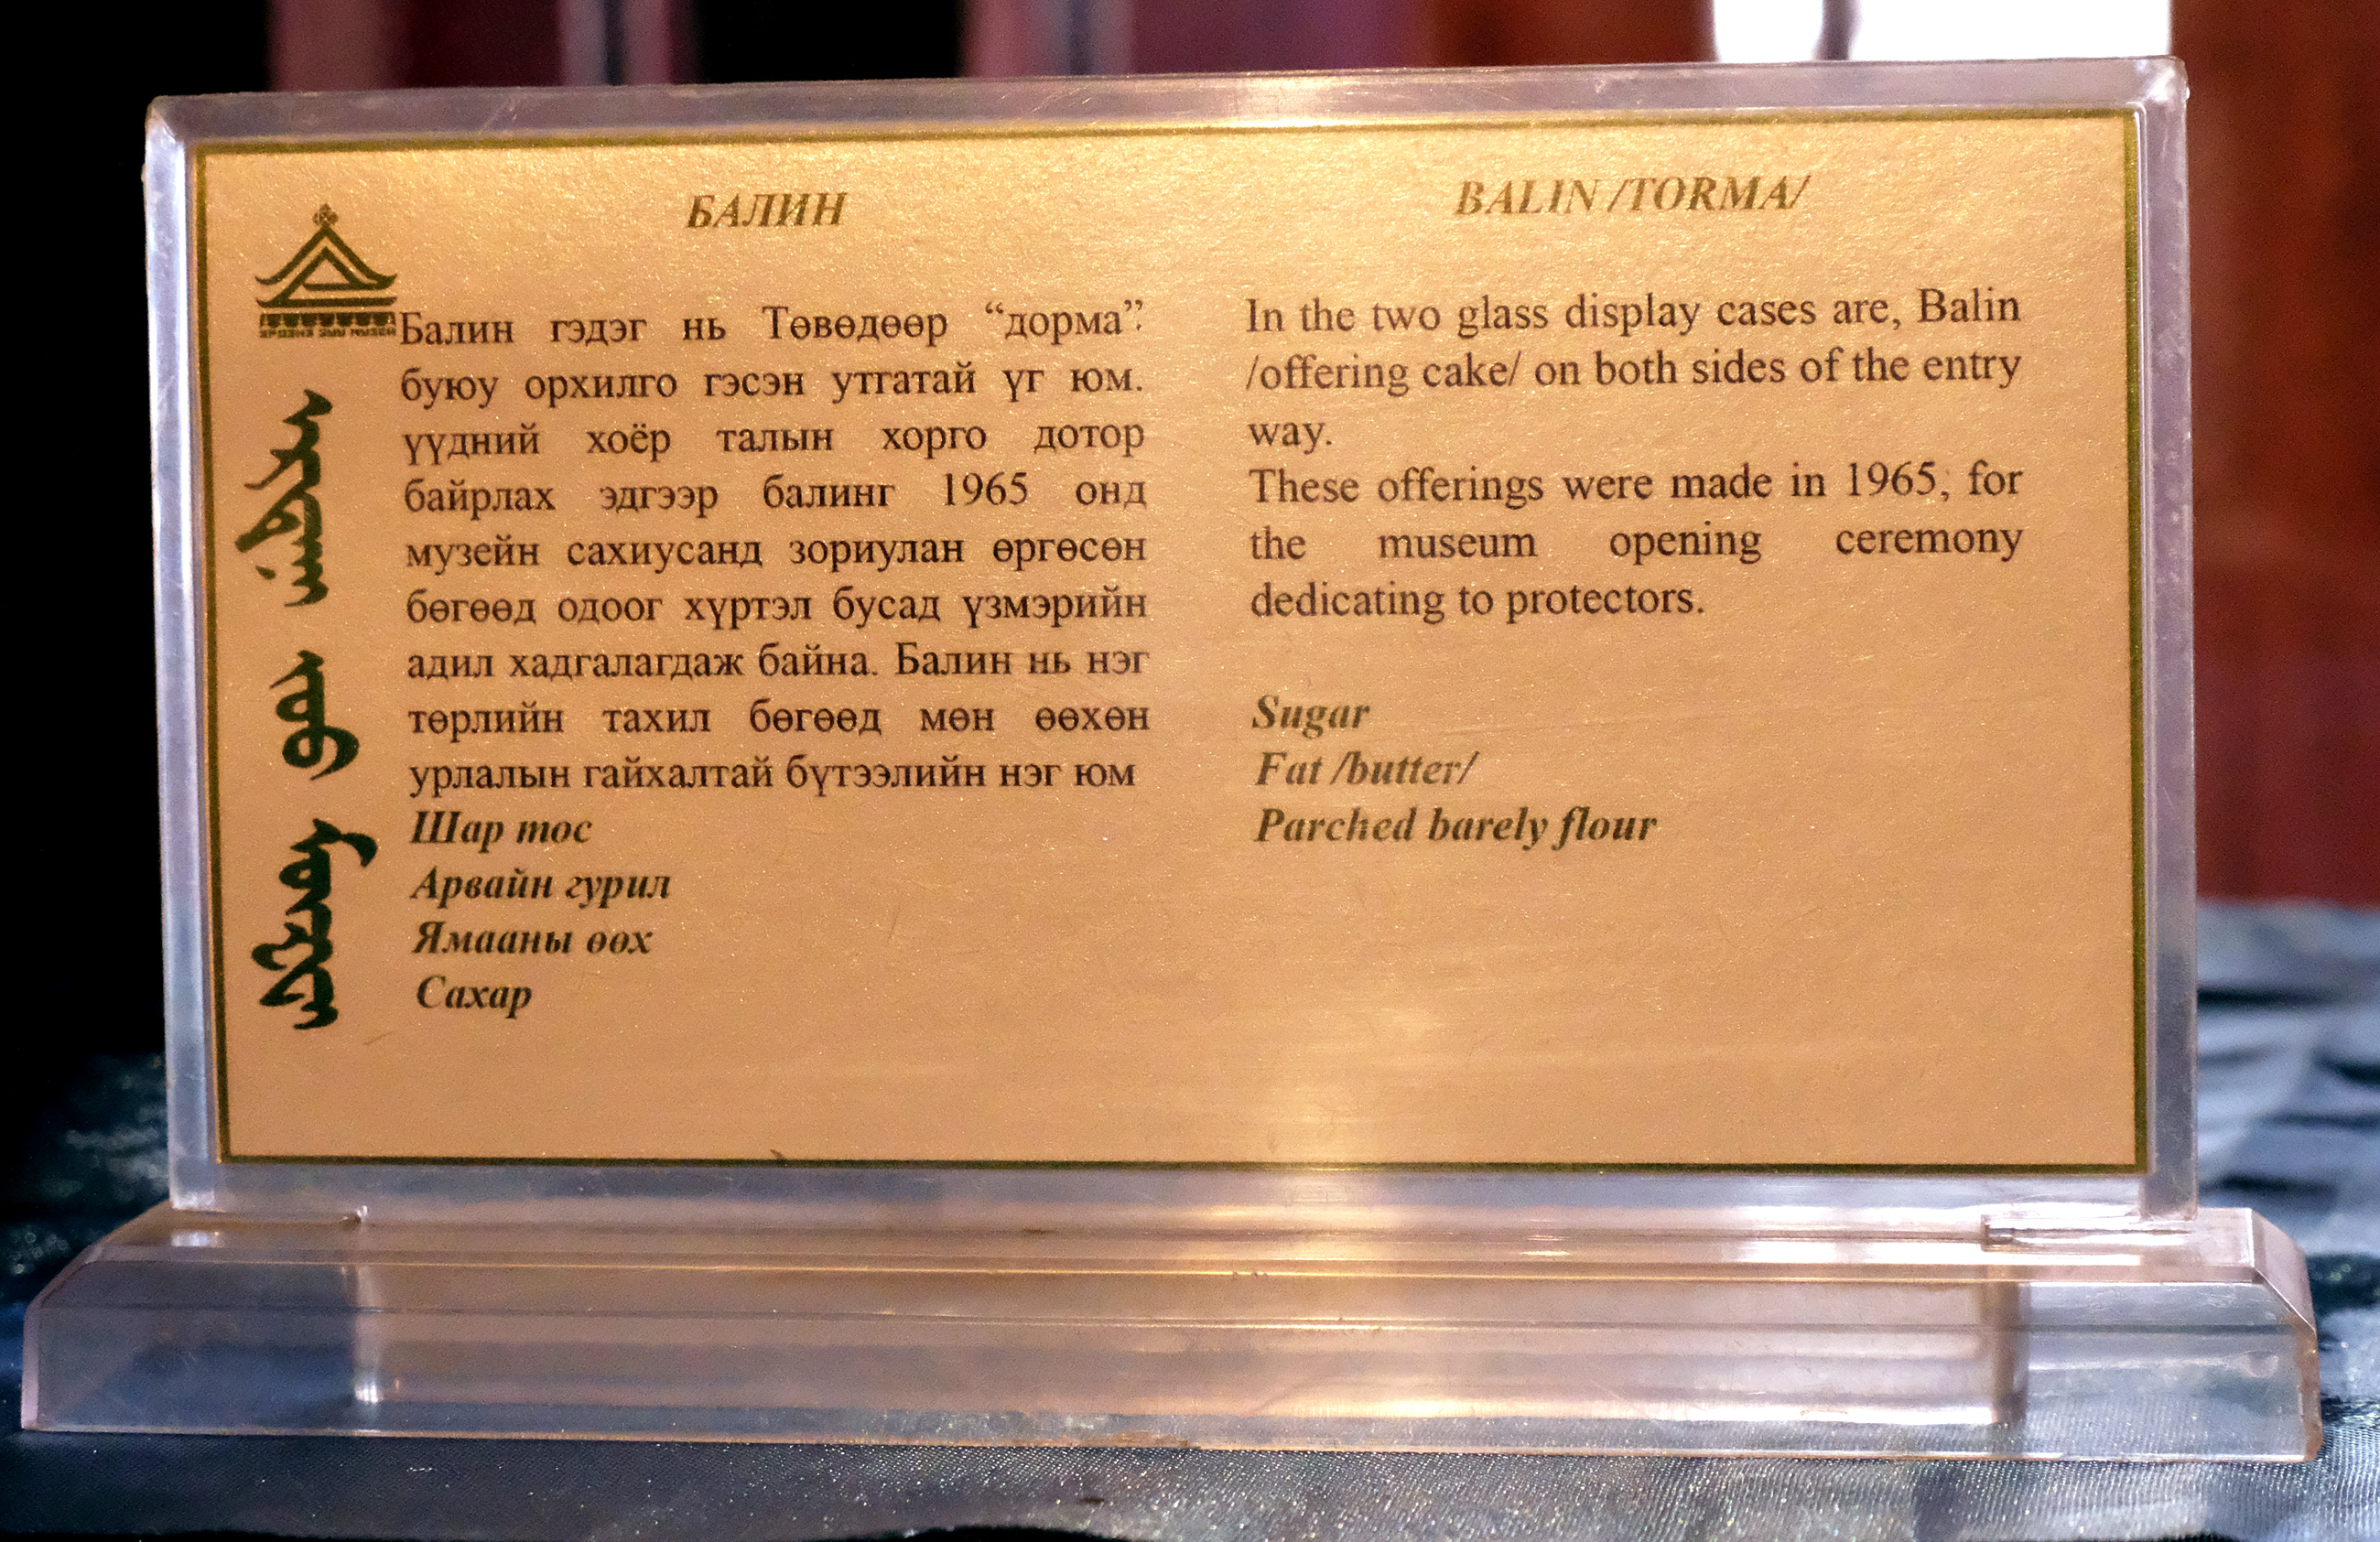 БАЛИН
ЭРДЭНЭ ЗУУ МУЗЕЙ
Балин гэдэг нь Төвөдөөр “дорма”.
буюу орхилго гэсэн утгатай үг юм.
үүдний хоёр талын хорго дотор
байрлах эдгээр балинг 1965 онд
музейн сахиусанд зориулан өргөсөн
бөгөөд одоог хүртэл бусад үзмэрийн
адил хадгалагдаж байна. Балин нь нэг
төрлийн тахил бөгөөд мөн өөхөн
урлалын гайхалтай бүтээлийн нэг юм
Шар тос
Арвайн гурил
Ямааны өөх
Сахар
BALIN /TORMA/
In the two glass display cases are, Balin
/offering cake/ on both sides of the entry
way.
These offerings were made in 1965, for
the museum opening ceremony
dedicating to protectors.
Sugar
Fat /butter/
Parched barely flour